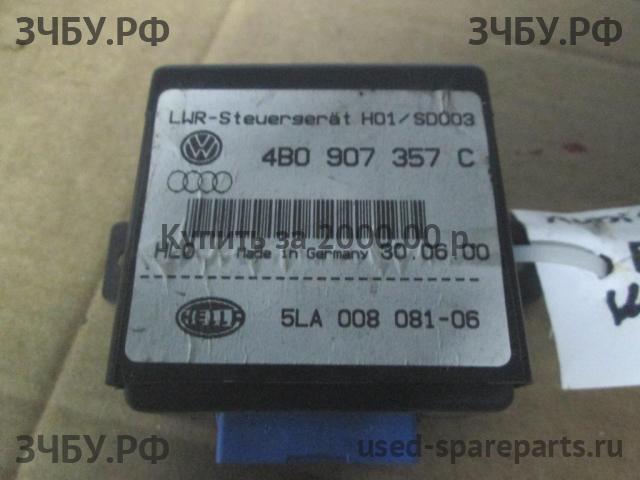 ЗЧБУ.РФ
ЗЧБУ.РФ
LWR-Steuergerät H01/SD003
4B0 907 357 C
Купить за 2000.00 р.
HL0 Made in Germany 30.06.00
HELLA
5LA 008 081-06
ЗЧБУ.РФ
used-spareparts.ru